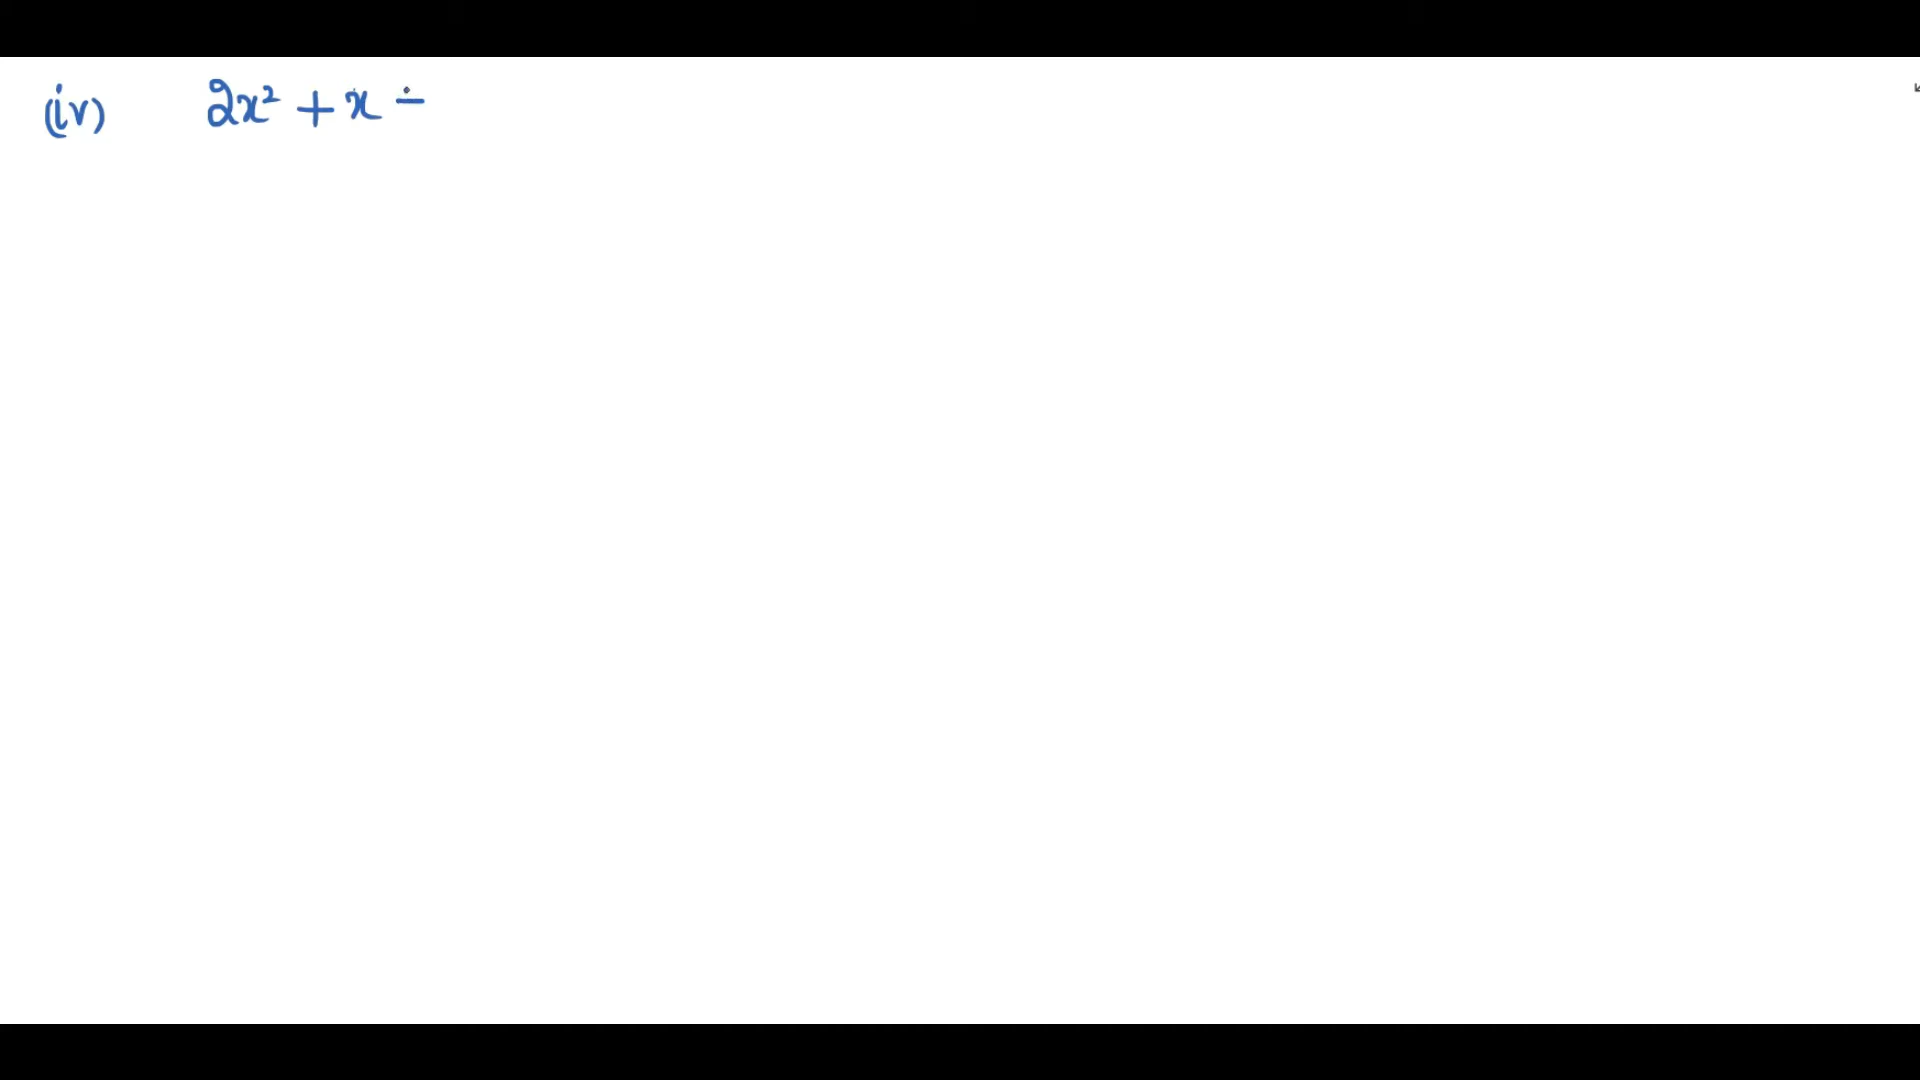 (iv) 2x² + x -